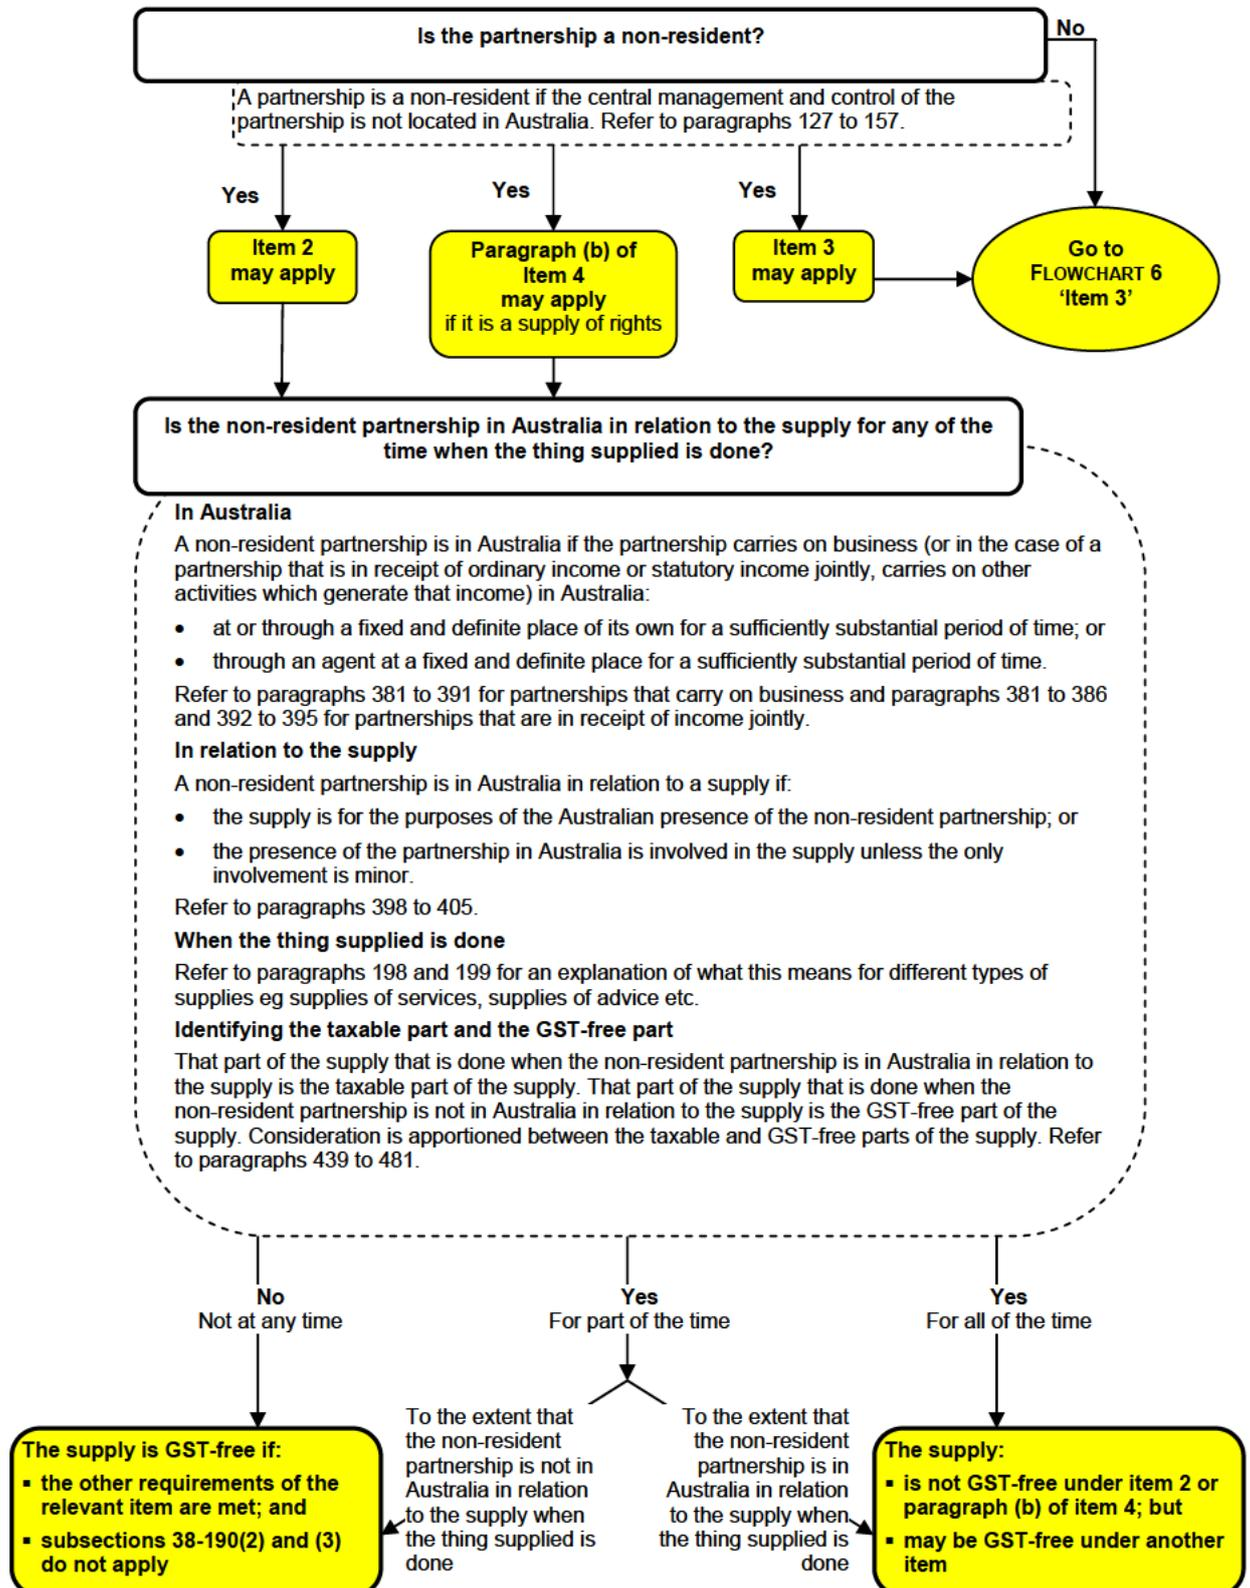 Is the partnership a non-resident?
No
A partnership is a non-resident if the central management and control of the
partnership is not located in Australia. Refer to paragraphs 127 to 157.
Yes
Yes
Yes
Item 2
may apply
Paragraph (b) of
Item 4
may apply
if it is a supply of rights
Item 3
may apply
Go to
FLOWCHART 6
‘Item 3’
Is the non-resident partnership in Australia in relation to the supply for any of the
time when the thing supplied is done?
In Australia
A non-resident partnership is in Australia if the partnership carries on business (or in the case of a
partnership that is in receipt of ordinary income or statutory income jointly, carries on other
activities which generate that income) in Australia:
• at or through a fixed and definite place of its own for a sufficiently substantial period of time; or
• through an agent at a fixed and definite place for a sufficiently substantial period of time.
Refer to paragraphs 381 to 391 for partnerships that carry on business and paragraphs 381 to 386
and 392 to 395 for partnerships that are in receipt of income jointly.
In relation to the supply
A non-resident partnership is in Australia in relation to a supply if:
• the supply is for the purposes of the Australian presence of the non-resident partnership; or
• the presence of the partnership in Australia is involved in the supply unless the only
involvement is minor.
Refer to paragraphs 398 to 405.
When the thing supplied is done
Refer to paragraphs 198 and 199 for an explanation of what this means for different types of
supplies eg supplies of services, supplies of advice etc.
Identifying the taxable part and the GST-free part
That part of the supply that is done when the non-resident partnership is in Australia in relation to
the supply is the taxable part of the supply. That part of the supply that is done when the
non-resident partnership is not in Australia in relation to the supply is the GST-free part of the
supply. Consideration is apportioned between the taxable and GST-free parts of the supply. Refer
to paragraphs 439 to 481.
No
Not at any time
Yes
For part of the time
Yes
For all of the time
The supply is GST-free if:
▪ the other requirements of the
relevant item are met; and
▪ subsections 38-190(2) and (3)
do not apply
To the extent that
the non-resident
partnership is not in
Australia in relation
to the supply when
the thing supplied is
done
To the extent that
the non-resident
partnership is in
Australia in relation
to the supply when
the thing supplied is
done
The supply:
▪ is not GST-free under item 2 or
paragraph (b) of item 4; but
▪ may be GST-free under another
item